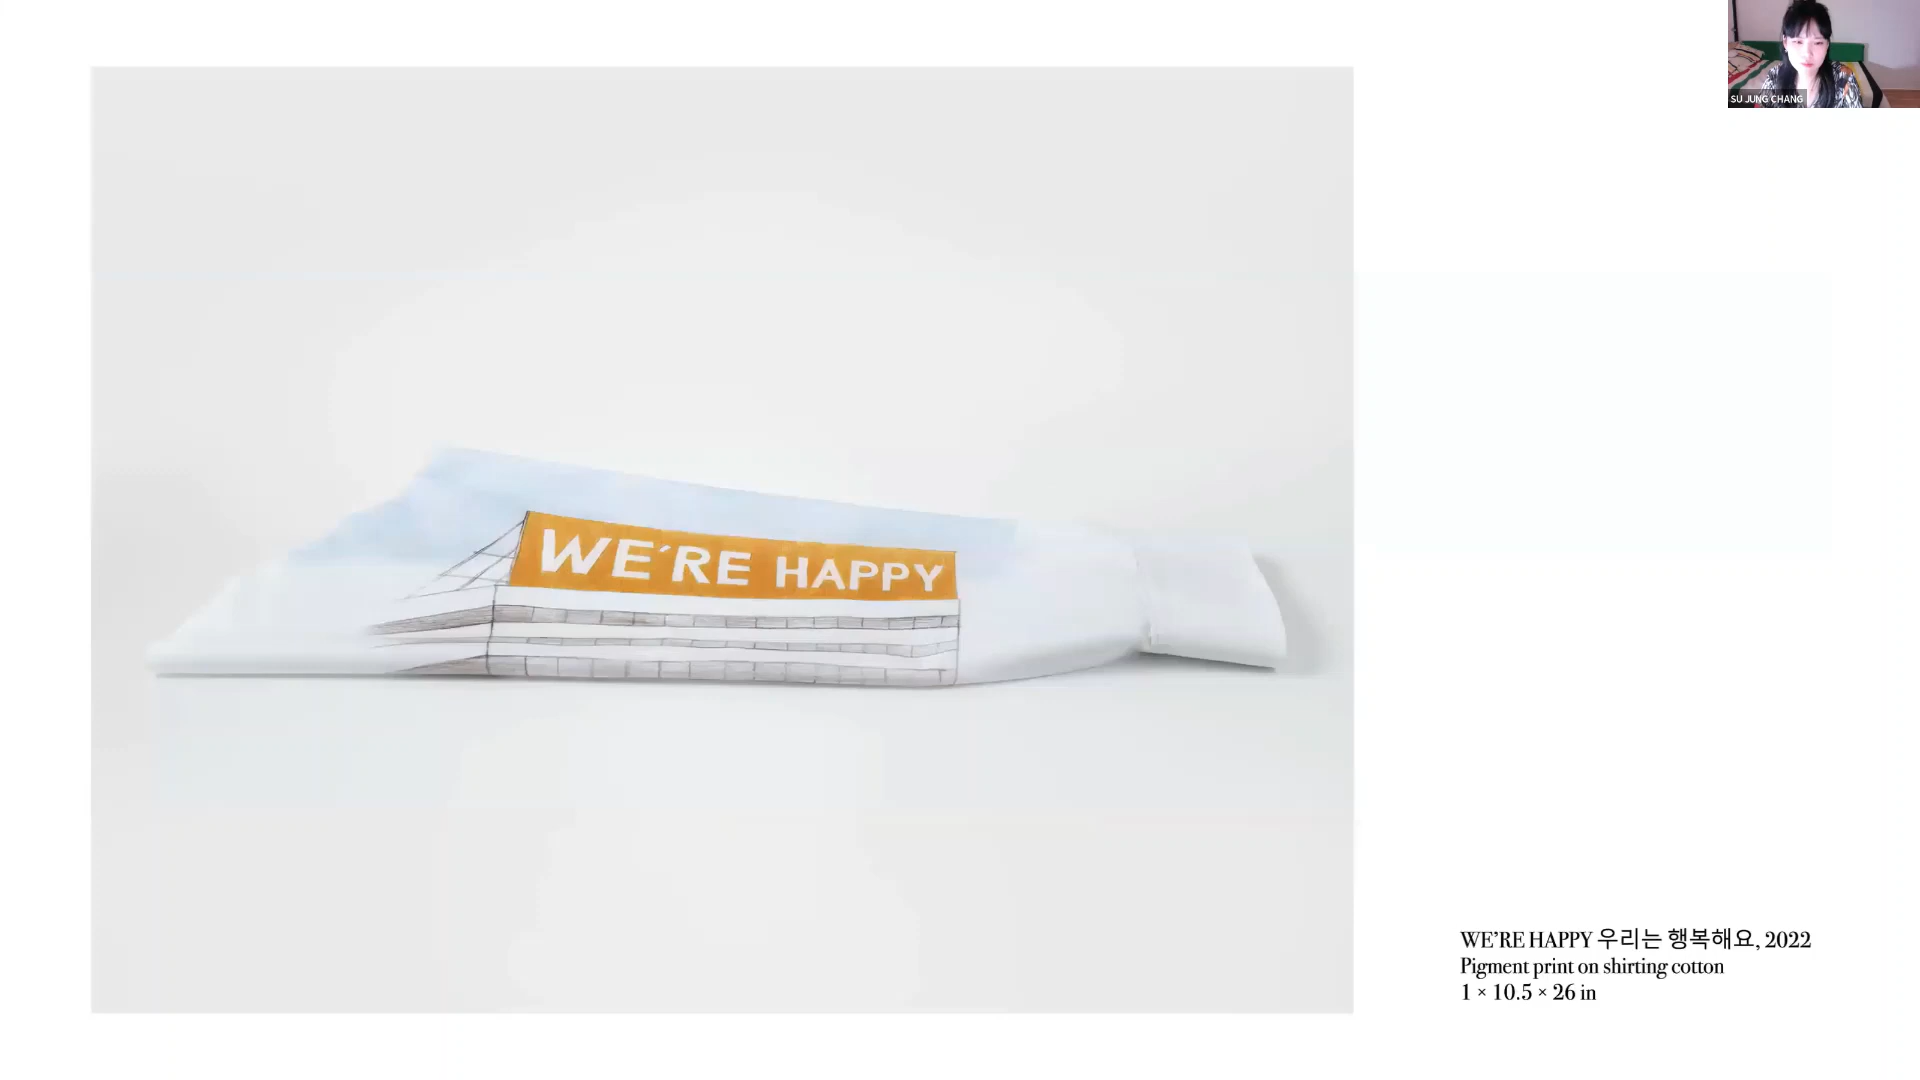 SU JUNG CHANG
WE'RE HAPPY
WE'RE HAPPY 우리는 행복해요, 2022
Pigment print on shirting cotton
1 × 10.5 × 26 in